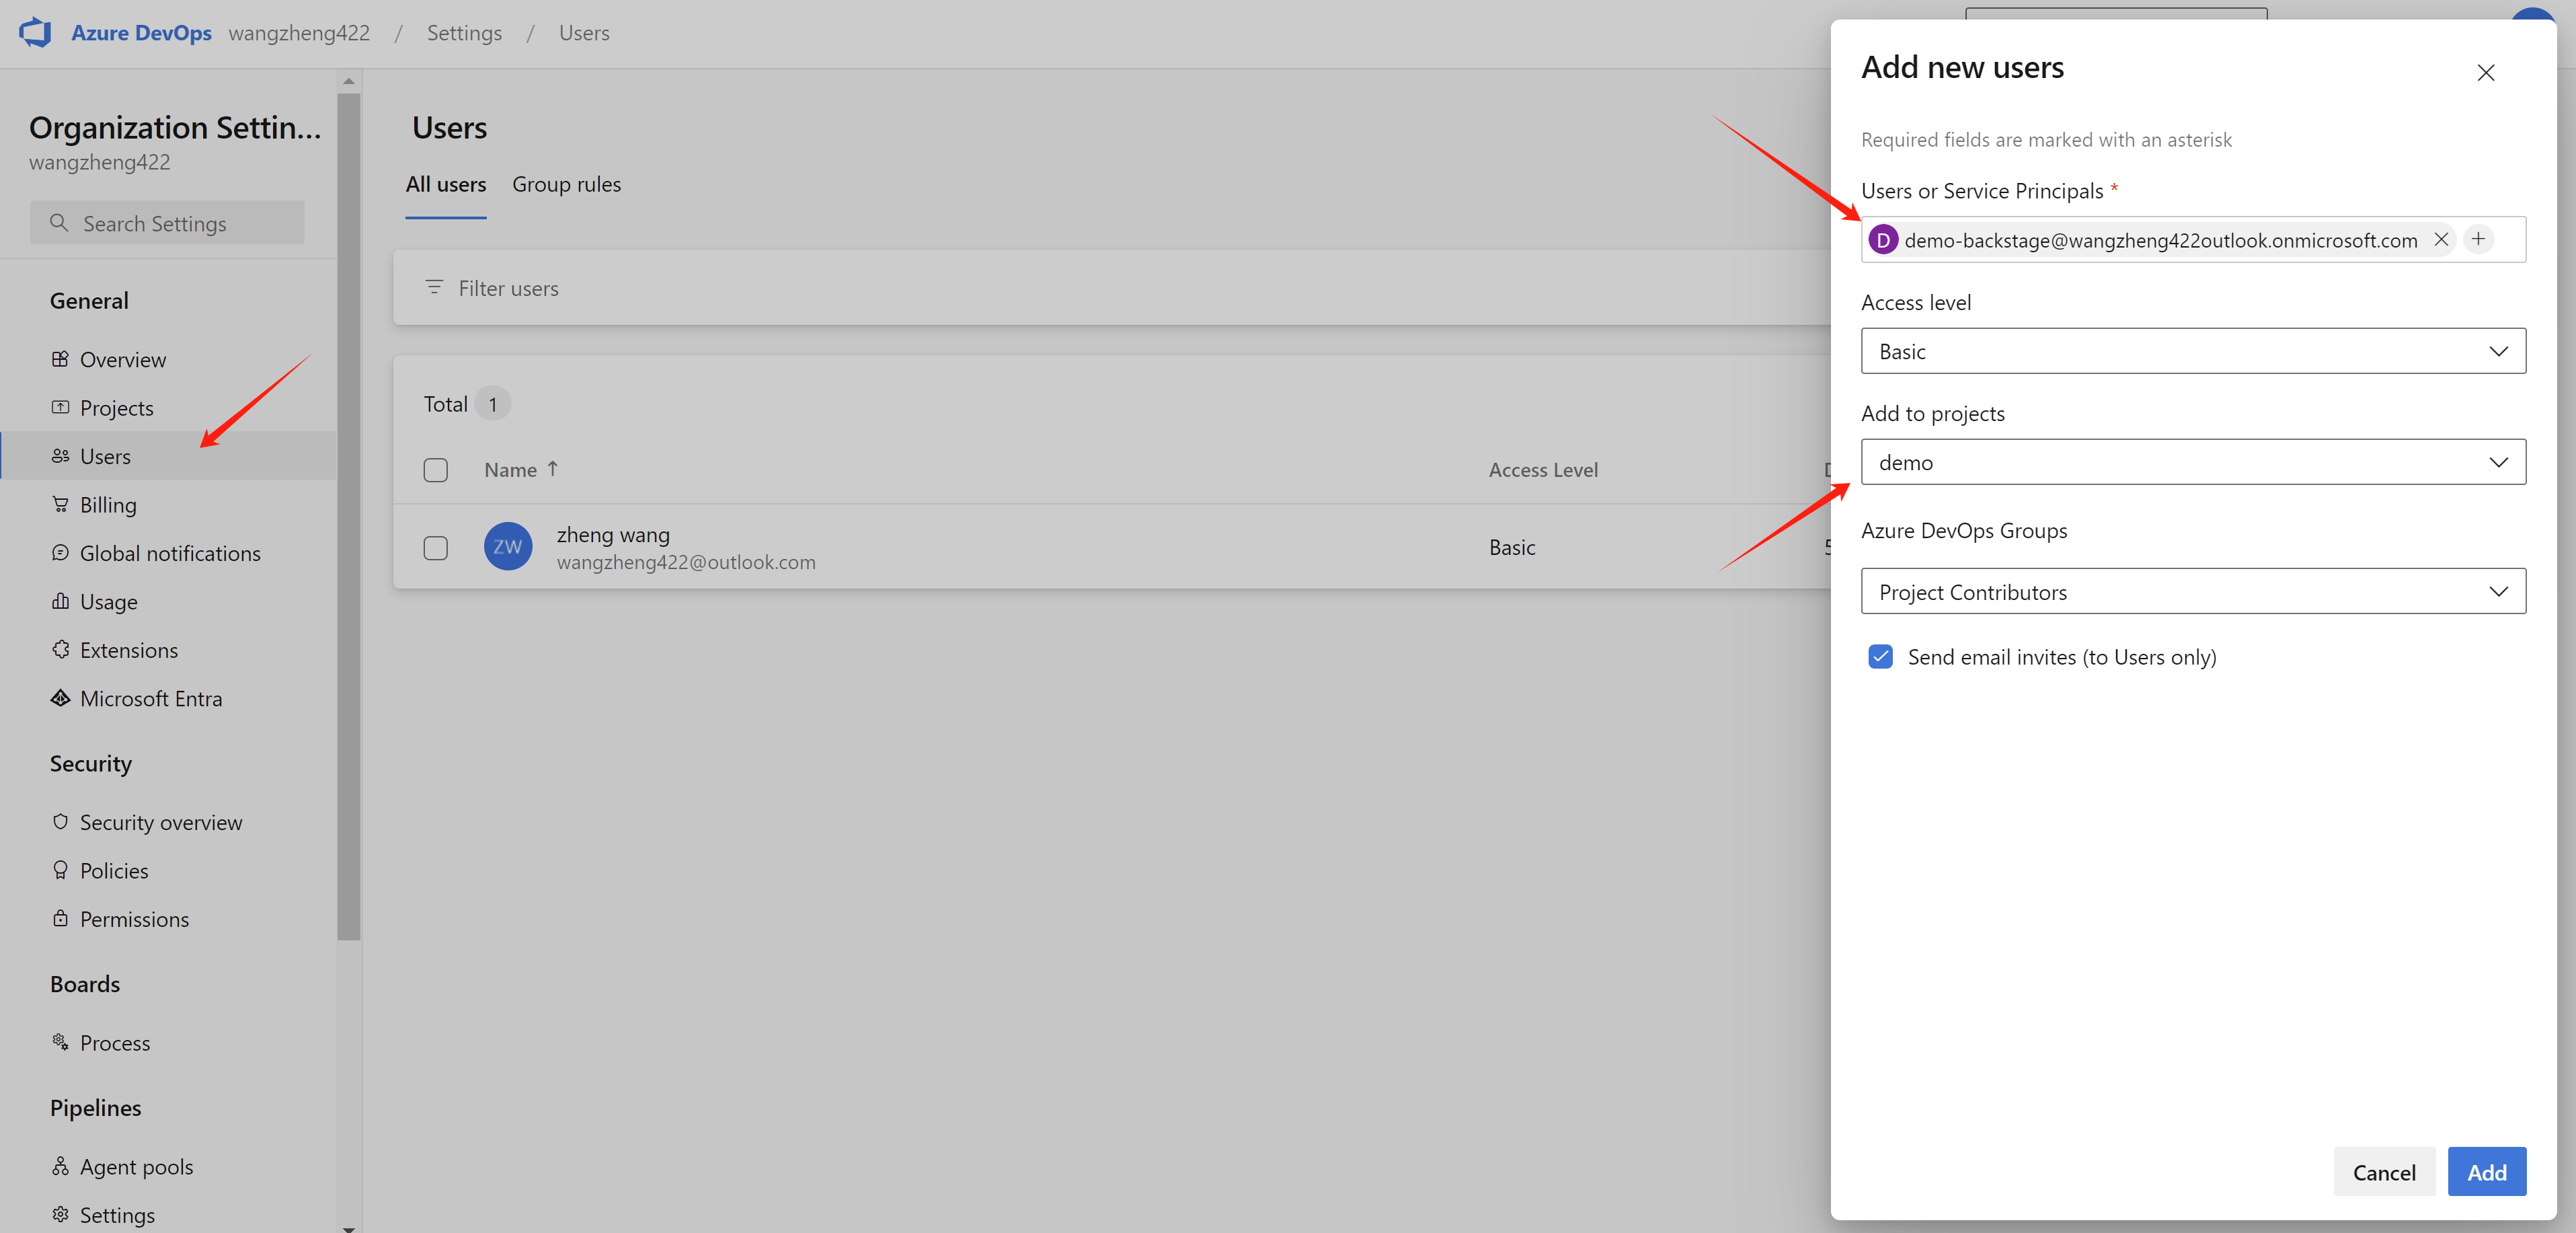 Azure DevOps wangzheng422 / Settings / Users
Organization Settin...
wangzheng422
Search Settings
General
Overview
Projects
Users
Billing
Global notifications
Usage
Extensions
Microsoft Entra
Security
Security overview
Policies
Permissions
Boards
Process
Pipelines
Agent pools
Settings
Users
All users Group rules
Filter users
Total 1
Name ↑ Access Level
ZW
zheng wang
wangzheng422@outlook.com
Basic
Add new users
Required fields are marked with an asterisk
Users or Service Principals *
D demo-backstage@wangzheng422outlook.onmicrosoft.com
Access level
Basic
Add to projects
demo
Azure DevOps Groups
Project Contributors
Send email invites (to Users only)
Cancel Add